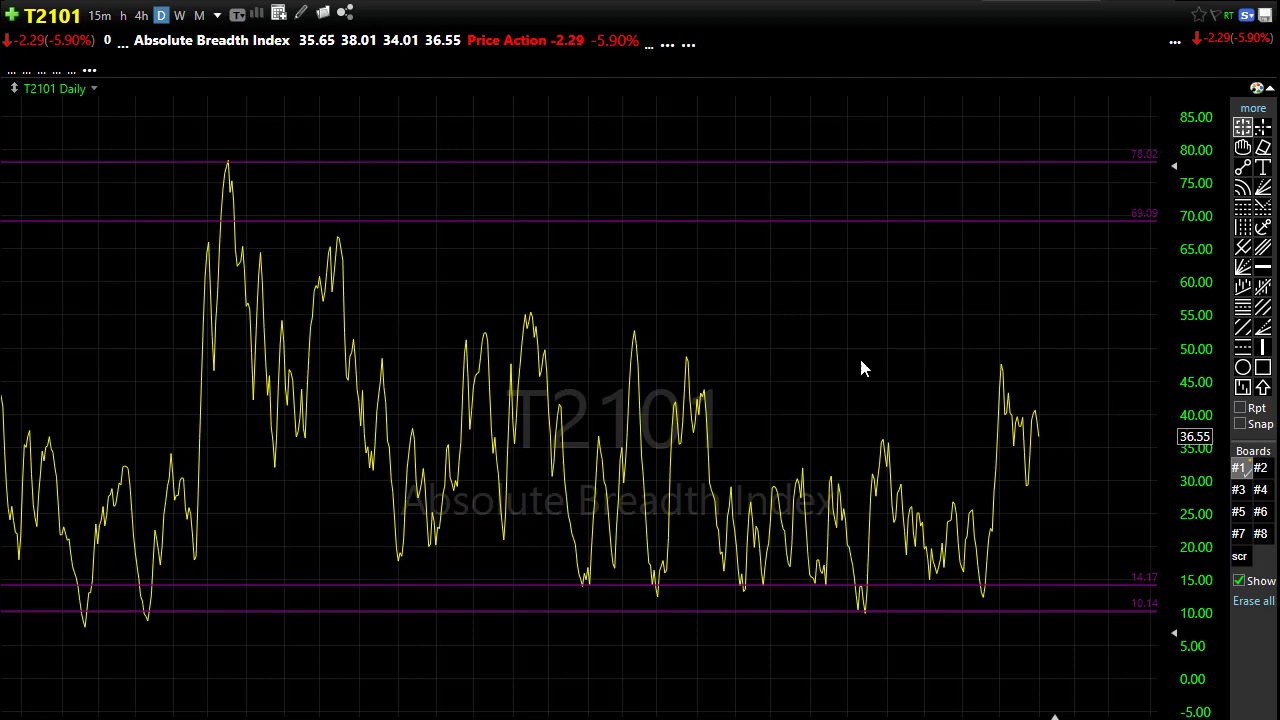 T2101 15m h 4h D W M
RT S
-2.29(-5.90%) 0 ... Absolute Breadth Index 35.65 38.01 34.01 36.55 Price Action -2.29 -5.90% ... ... ... ... -2.29(-5.90%)
... ... ... ... ... ...
T2101 Daily
more
85.00
80.00
78.02
75.00
70.00
69.09
65.00
60.00
55.00
50.00
45.00
40.00
36.55
35.00
30.00
25.00
20.00
15.00
14.17
10.14
10.00
5.00
0.00
-5.00
T2101
Absolute Breadth Index
Rpt
Snap
Boards
#1 #2
#3 #4
#5 #6
#7 #8
scr
Show
Erase all